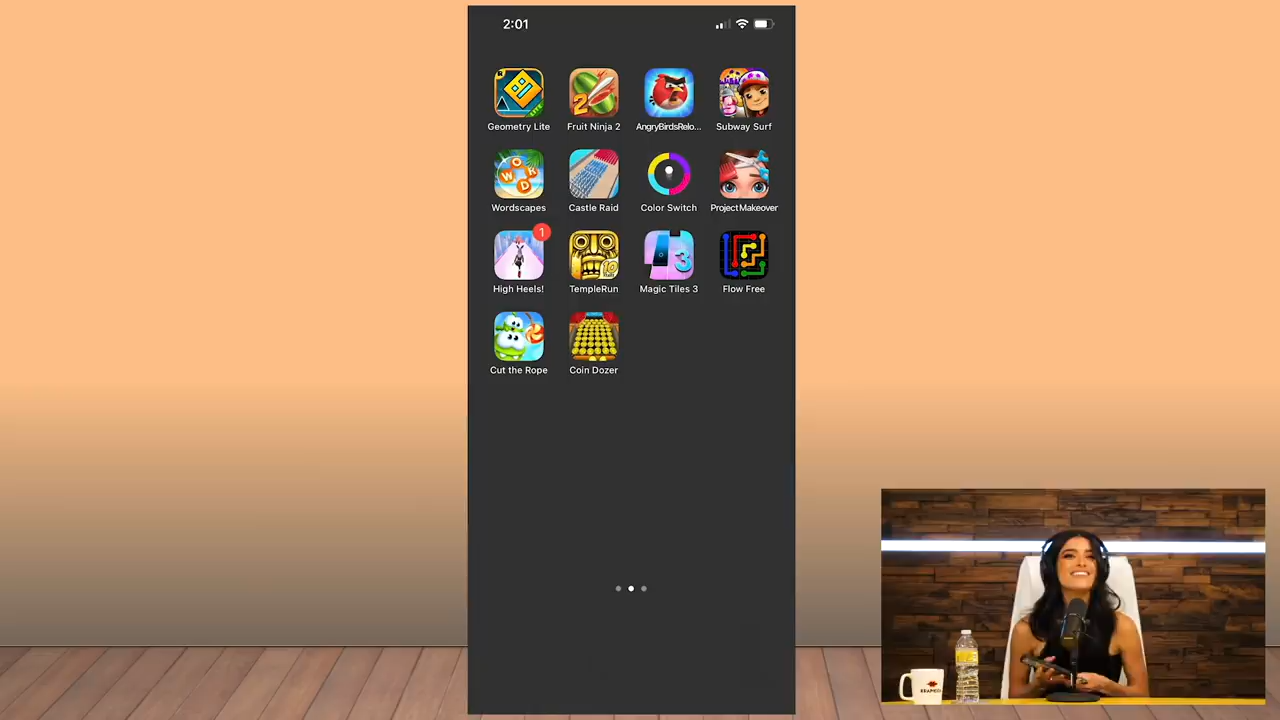 2:01
Geometry Lite
Fruit Ninja 2
AngryBirdsRelo...
Subway Surf
Wordscapes
Castle Raid
Color Switch
ProjectMakeover
1
High Heels!
TempleRun
Magic Tiles 3
Flow Free
Cut the Rope
Coin Dozer